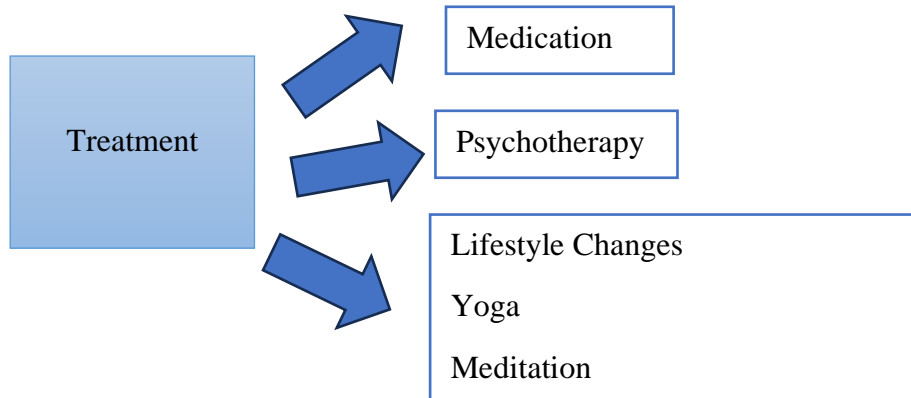 Medication
Treatment
Psychotherapy
Lifestyle Changes
Yoga
Meditation